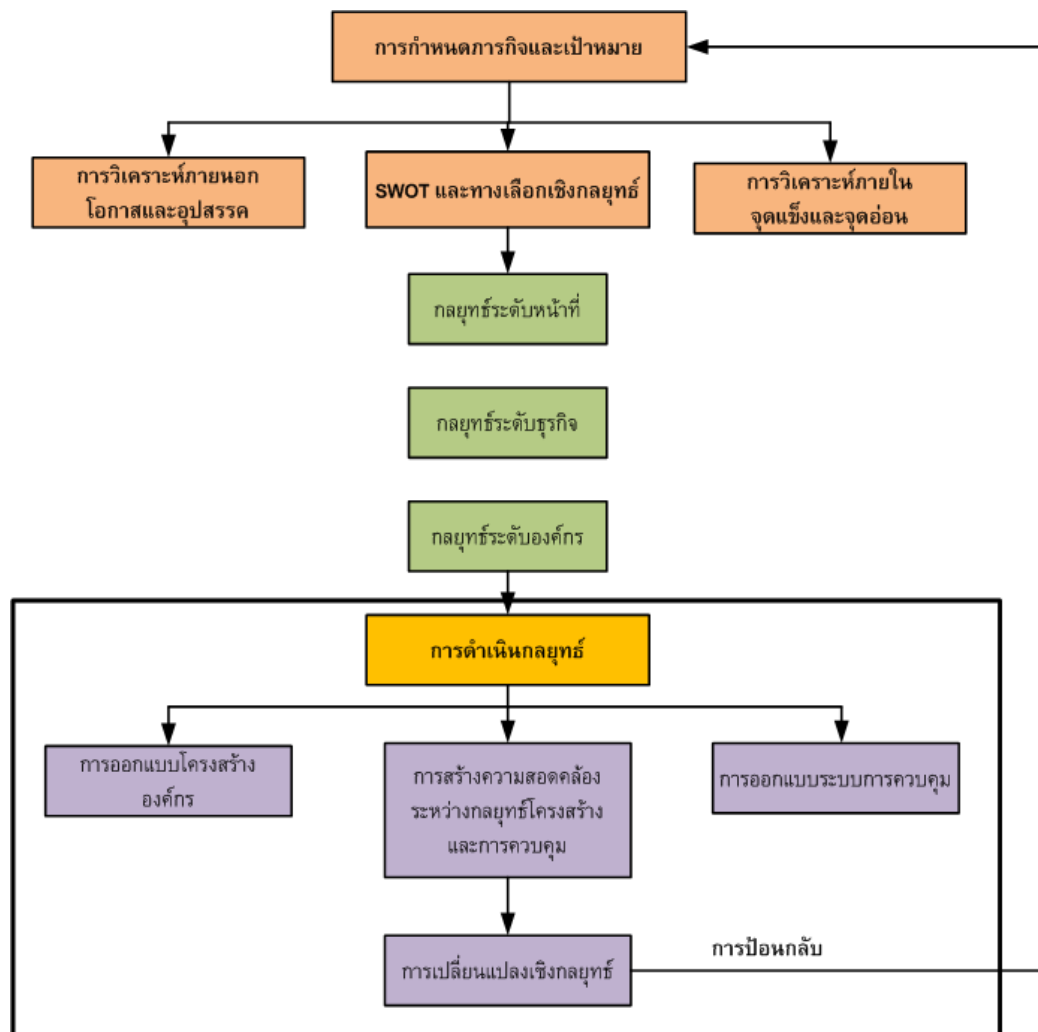 การกำหนดภารกิจและเป้าหมาย
การวิเคราะห์ภายนอก
โอกาสและอุปสรรค
SWOT และทางเลือกเชิงกลยุทธ์
การวิเคราะห์ภายใน
จุดแข็งและจุดอ่อน
กลยุทธ์ระดับหน้าที่
กลยุทธ์ระดับธุรกิจ
กลยุทธ์ระดับองค์กร
การดำเนินกลยุทธ์
การออกแบบโครงสร้าง
องค์กร
การสร้างความสอดคล้อง
ระหว่างกลยุทธ์โครงสร้าง
และการควบคุม
การออกแบบระบบการควบคุม
การเปลี่ยนแปลงเชิงกลยุทธ์
การป้อนกลับ